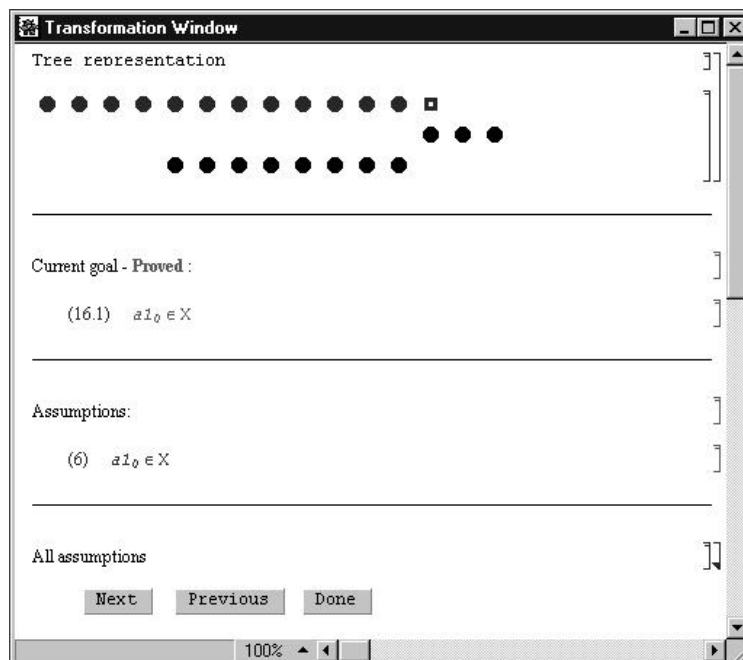 Transformation Window
Tree representation
Current goal - Proved :
(16.1) a1₀ ∈ X
Assumptions:
(6) a1₀ ∈ X
All assumptions
Next Previous Done
100%